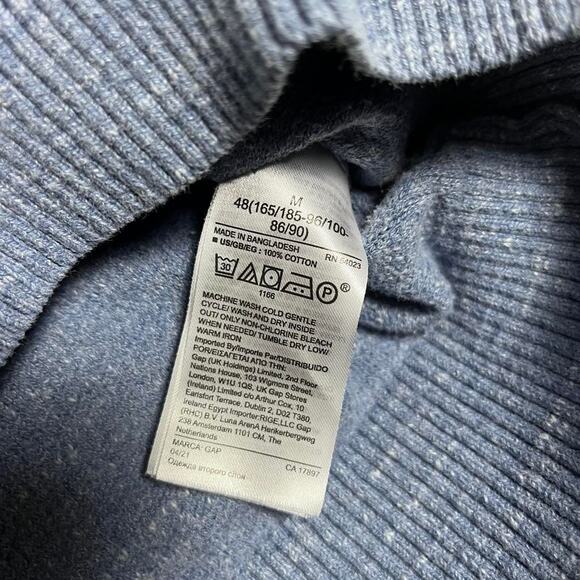 M
48(165/185-96/100-
86/90)
MADE IN BANGLADESH RN 54023
■ US/GB/EG : 100% COTTON
30 P ®
1166
MACHINE WASH COLD GENTLE
CYCLE/ WASH AND DRY INSIDE
OUT/ ONLY NON-CHLORINE BLEACH
WHEN NEEDED/ TUMBLE DRY LOW/
WARM IRON
Imported By/Importe Par/DISTRIBUIDO
POR/ΕΙΣΑΓΕΤΑΙ ΑΠΟ ΤΗΝ:
Gap (UK Holdings) Limited, 2nd Floor
Nations House, 103 Wigmore Street,
London, W1U 1QS, UK Gap Stores
(Ireland) Limited c/o Arthur Cox, 10
Earlsfort Terrace, Dublin 2, D02 T380,
Ireland Egypt Importer:RIGE,LLC Gap
(RHC) B.V. Luna ArenA Herikerbergweg
238 Amsterdam 1101 CM, The
Netherlands
MARCA: GAP CA 17897
04/21
Одежда второго слоя